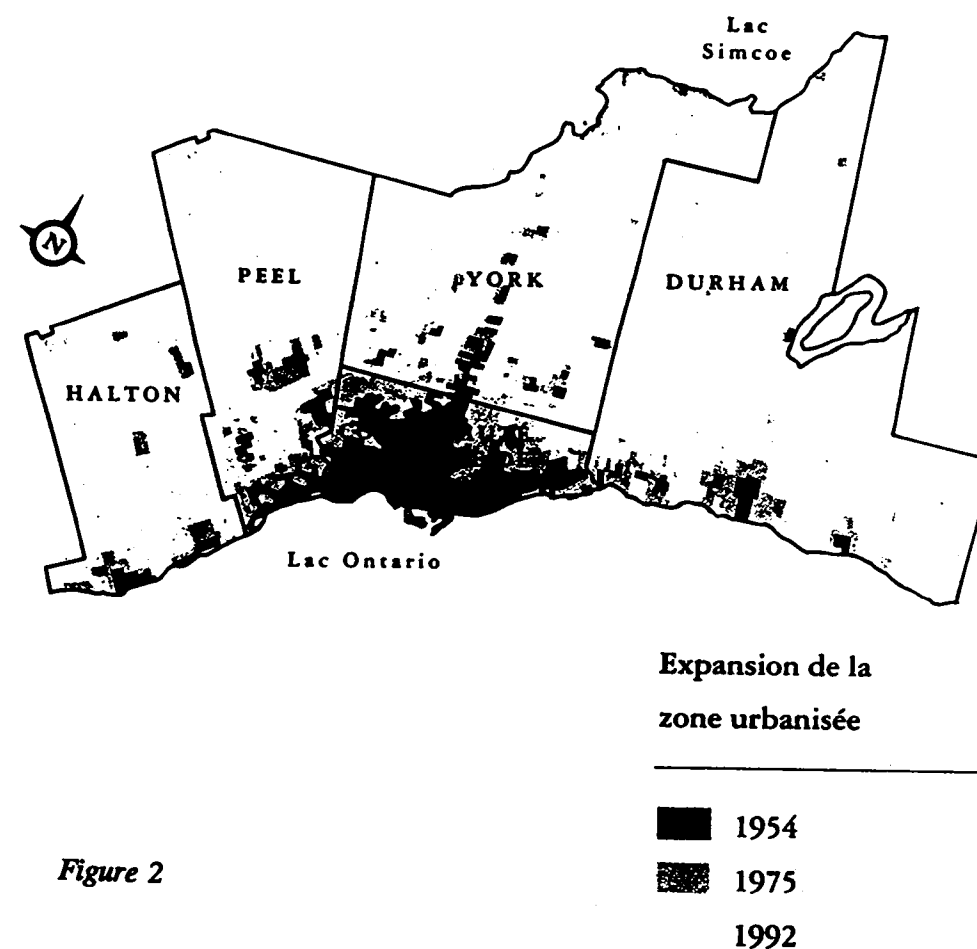 Lac
Simcoe
N
PEEL
YORK
DURHAM
HALTON
Lac Ontario
Expansion de la
zone urbanisée
1954
1975
1992
Figure 2